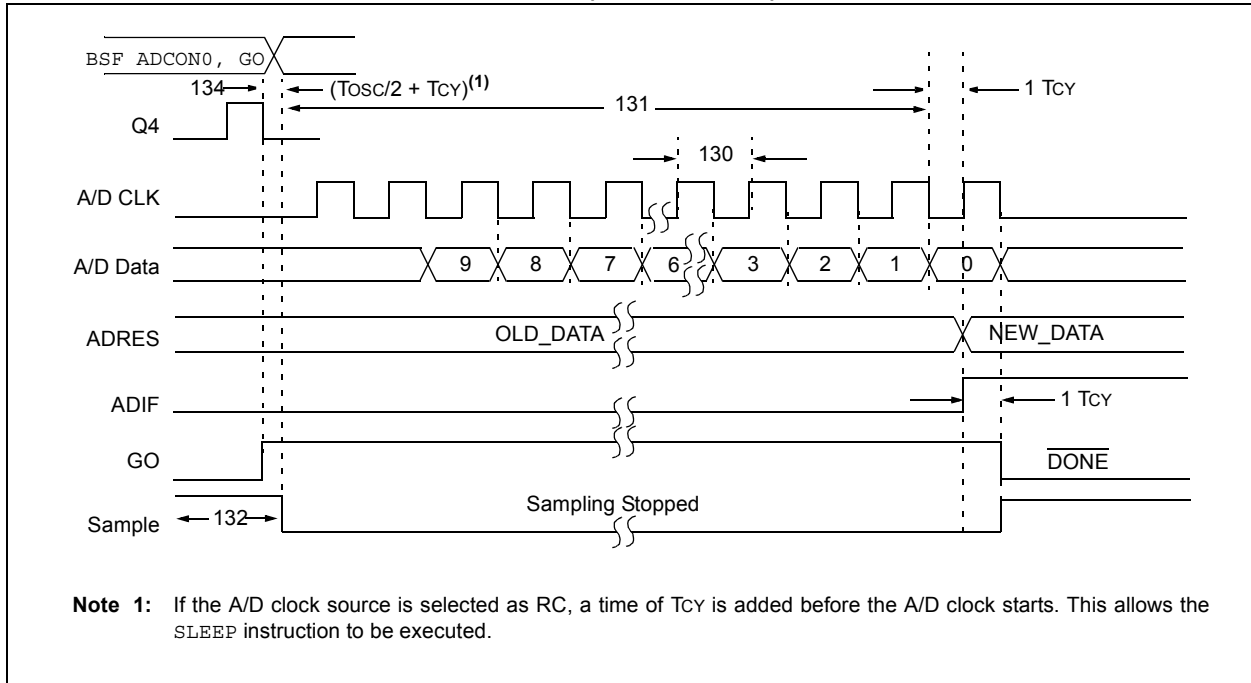 BSF ADCON0, GO
134 (TOSC/2 + TCY)(1) 131 1 TCY
Q4
130
A/D CLK
A/D Data 9 8 7 6 3 2 1 0
ADRES OLD_DATA NEW_DATA
ADIF 1 TCY
GO DONE
Sample 132 Sampling Stopped
Note 1: If the A/D clock source is selected as RC, a time of TCY is added before the A/D clock starts. This allows the
SLEEP instruction to be executed.